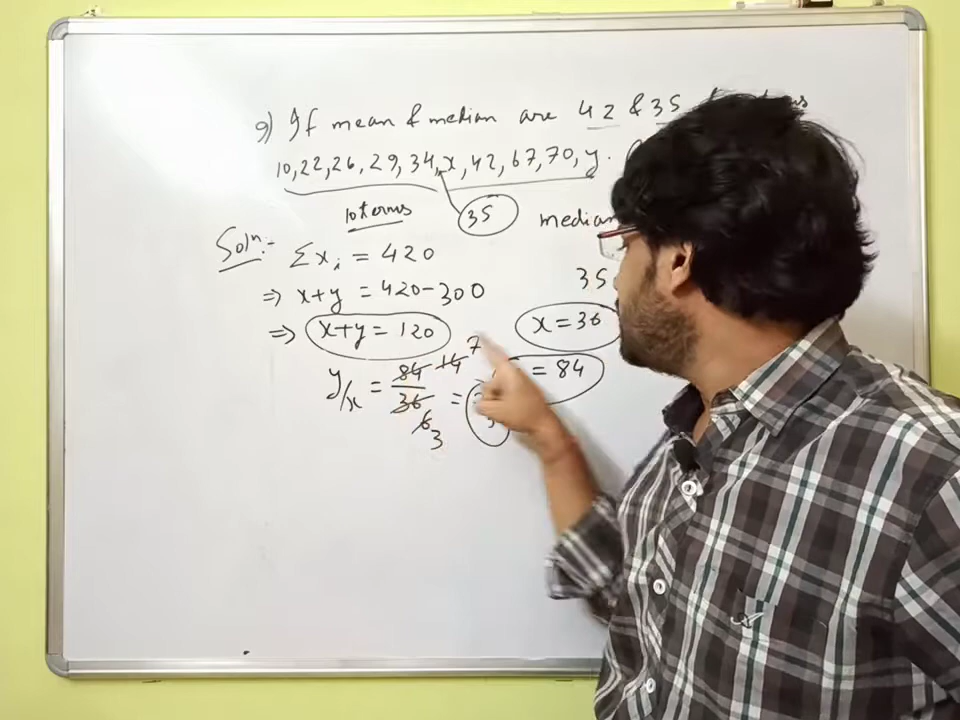 9) If mean & median are 42 & 35
10, 22, 26, 29, 34, x, 42, 67, 70, y.
10 terms
35
median
Soln:-
Σxi = 420
35
⇒ x+y = 420-300
x = 36
⇒ x+y = 120
= 84
y/x = 84/36 14 7 6 3 =